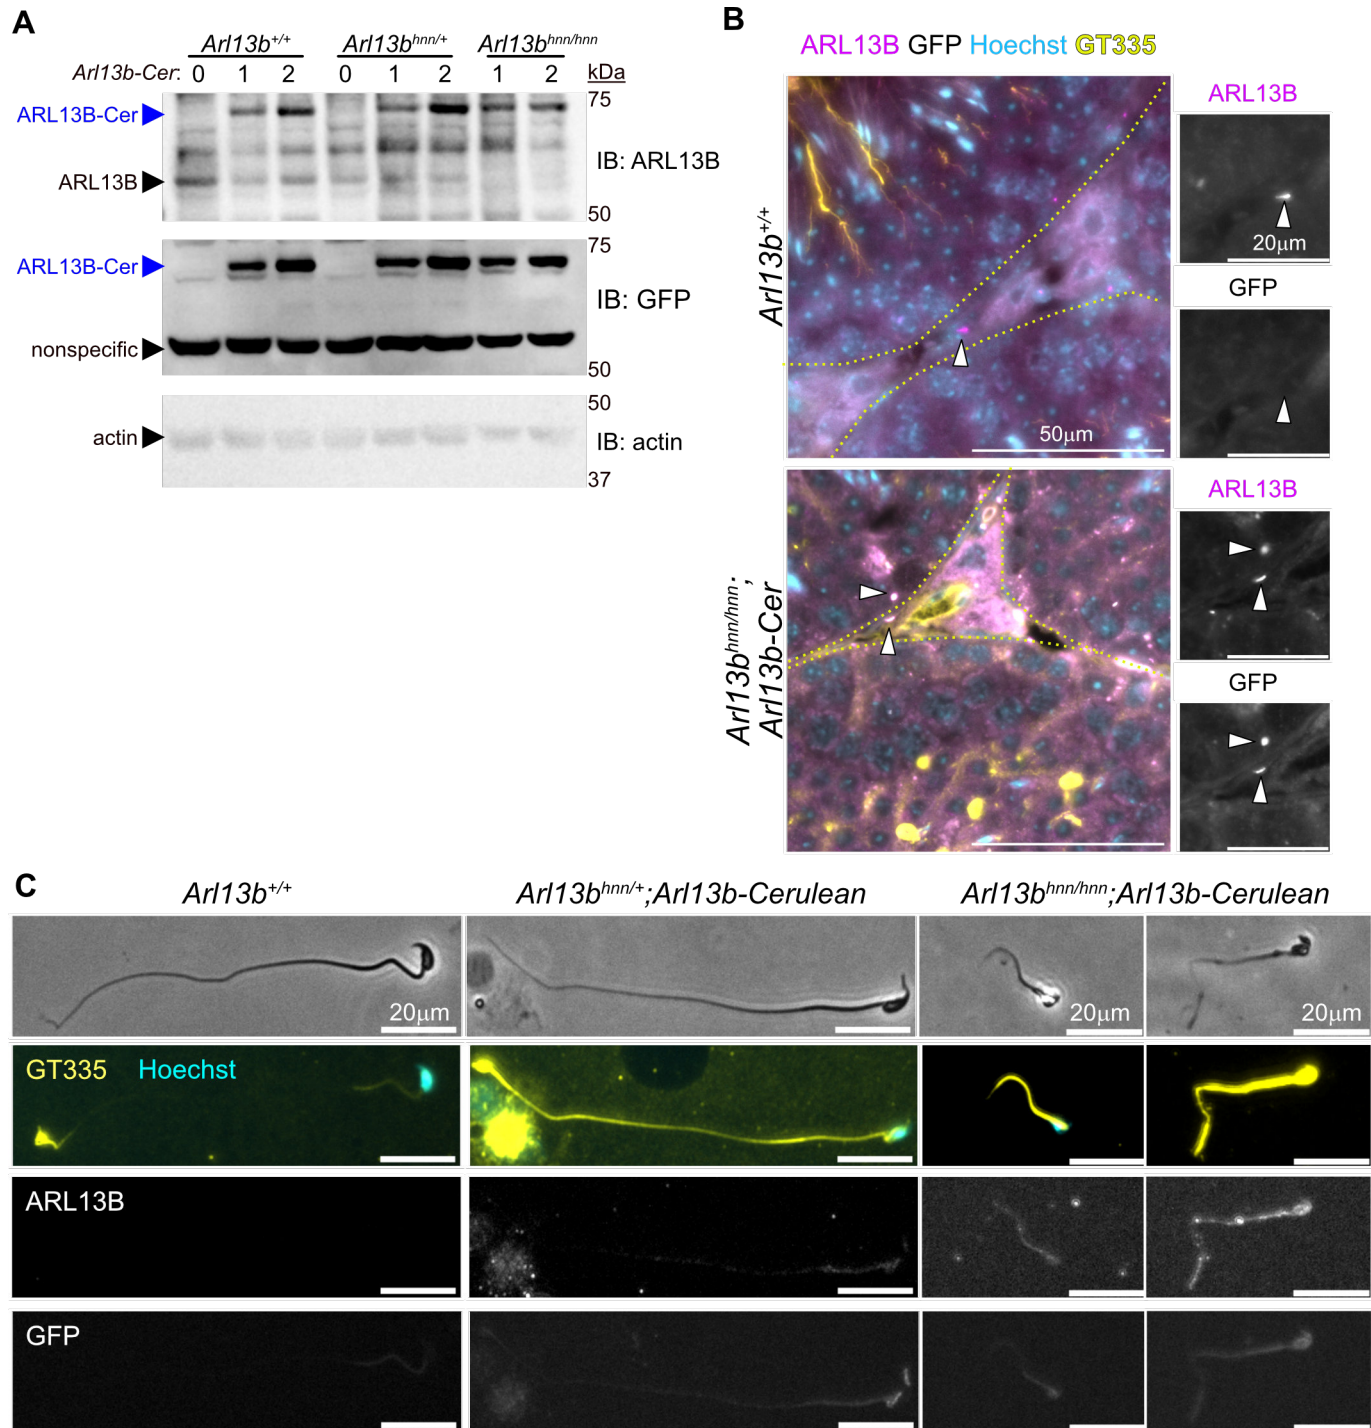 A
Arl13b+/+ Arl13bhnn/+ Arl13bhnn/hnn
Arl13b-Cer: 0 1 2 0 1 2 1 2 kDa
ARL13B-Cer 75
IB: ARL13B
ARL13B
50
75
ARL13B-Cer
IB: GFP
nonspecific
50
50
actin IB: actin
37
B
ARL13B GFP Hoechst GT335
Arl13b+/+
50μm
ARL13B
20μm
GFP
Arl13bhnn/hnn;
Arl13b-Cer
ARL13B
GFP
C
Arl13b+/+ Arl13bhnn/+;Arl13b-Cerulean Arl13bhnn/hnn;Arl13b-Cerulean
20μm 20μm 20μm
GT335 Hoechst
ARL13B
GFP